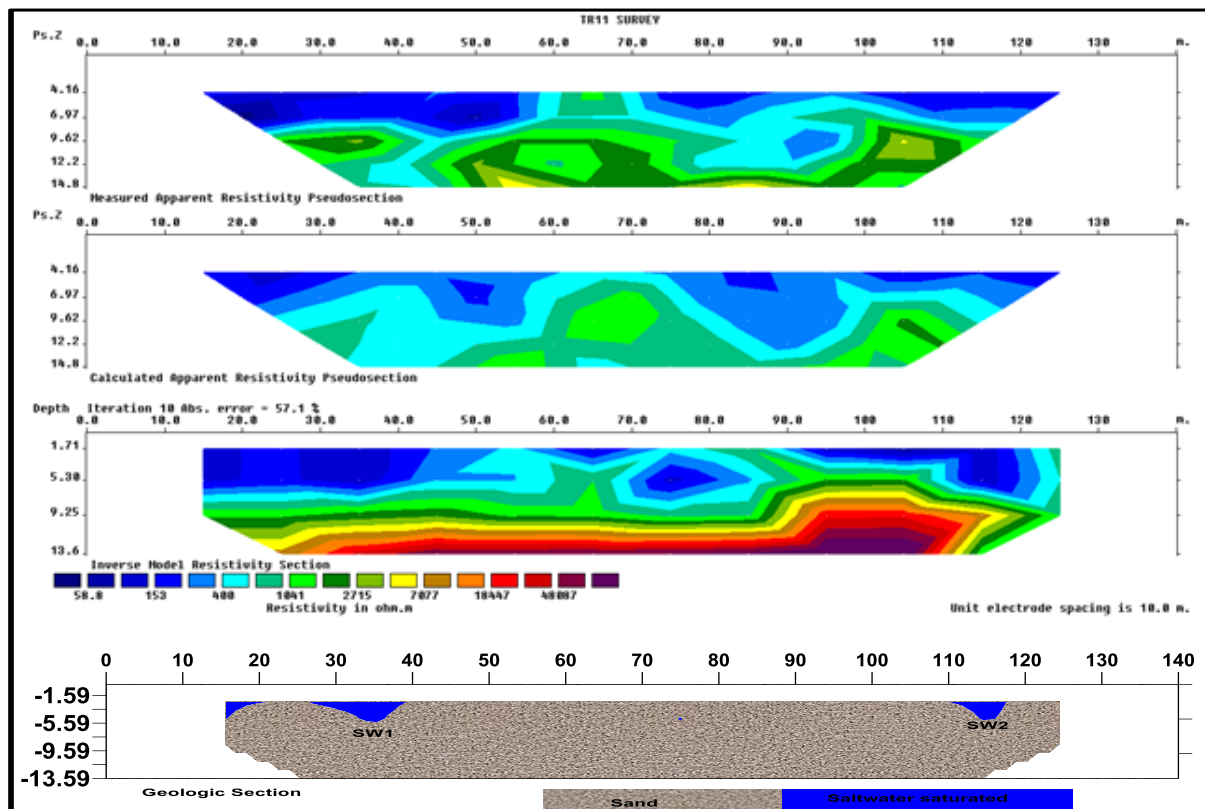 TR11 SURVEY
Ps.Z 0.0 10.0 20.0 30.0 40.0 50.0 60.0 70.0 80.0 90.0 100 110 120 130 m.
4.16
6.97
9.62
12.2
14.8
Measured Apparent Resistivity Pseudosection
Ps.Z 0.0 10.0 20.0 30.0 40.0 50.0 60.0 70.0 80.0 90.0 100 110 120 130 m.
4.16
6.97
9.62
12.2
14.8
Calculated Apparent Resistivity Pseudosection
Depth Iteration 10 Abs. error = 57.1 %
0.0 10.0 20.0 30.0 40.0 50.0 60.0 70.0 80.0 90.0 100 110 120 130 m.
1.71
5.30
9.25
13.6
Inverse Model Resistivity Section
58.8 153 400 1041 2715 7077 18447 48087
Resistivity in ohm.m
Unit electrode spacing is 10.0 m.
0 10 20 30 40 50 60 70 80 90 100 110 120 130 140
-1.59
-5.59
-9.59
-13.59
SW1
SW2
Geologic Section
Sand
Saltwater saturated